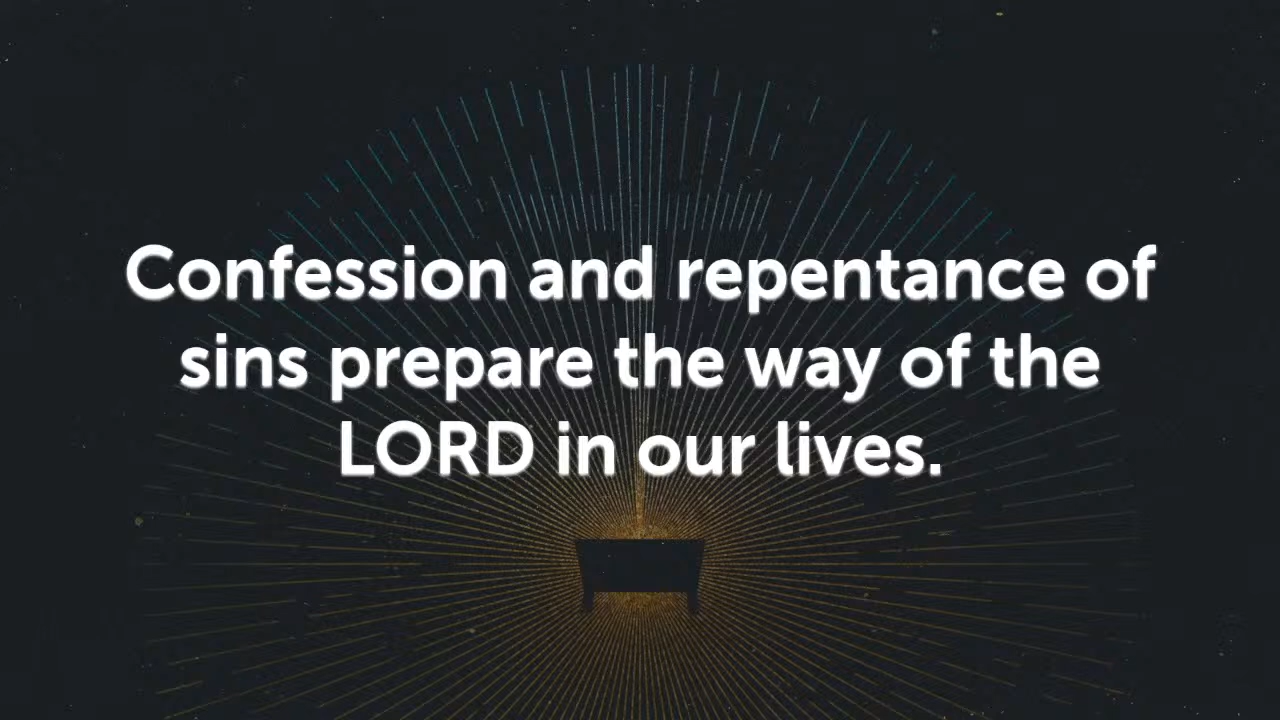 Confession and repentance of
sins prepare the way of the
LORD in our lives.